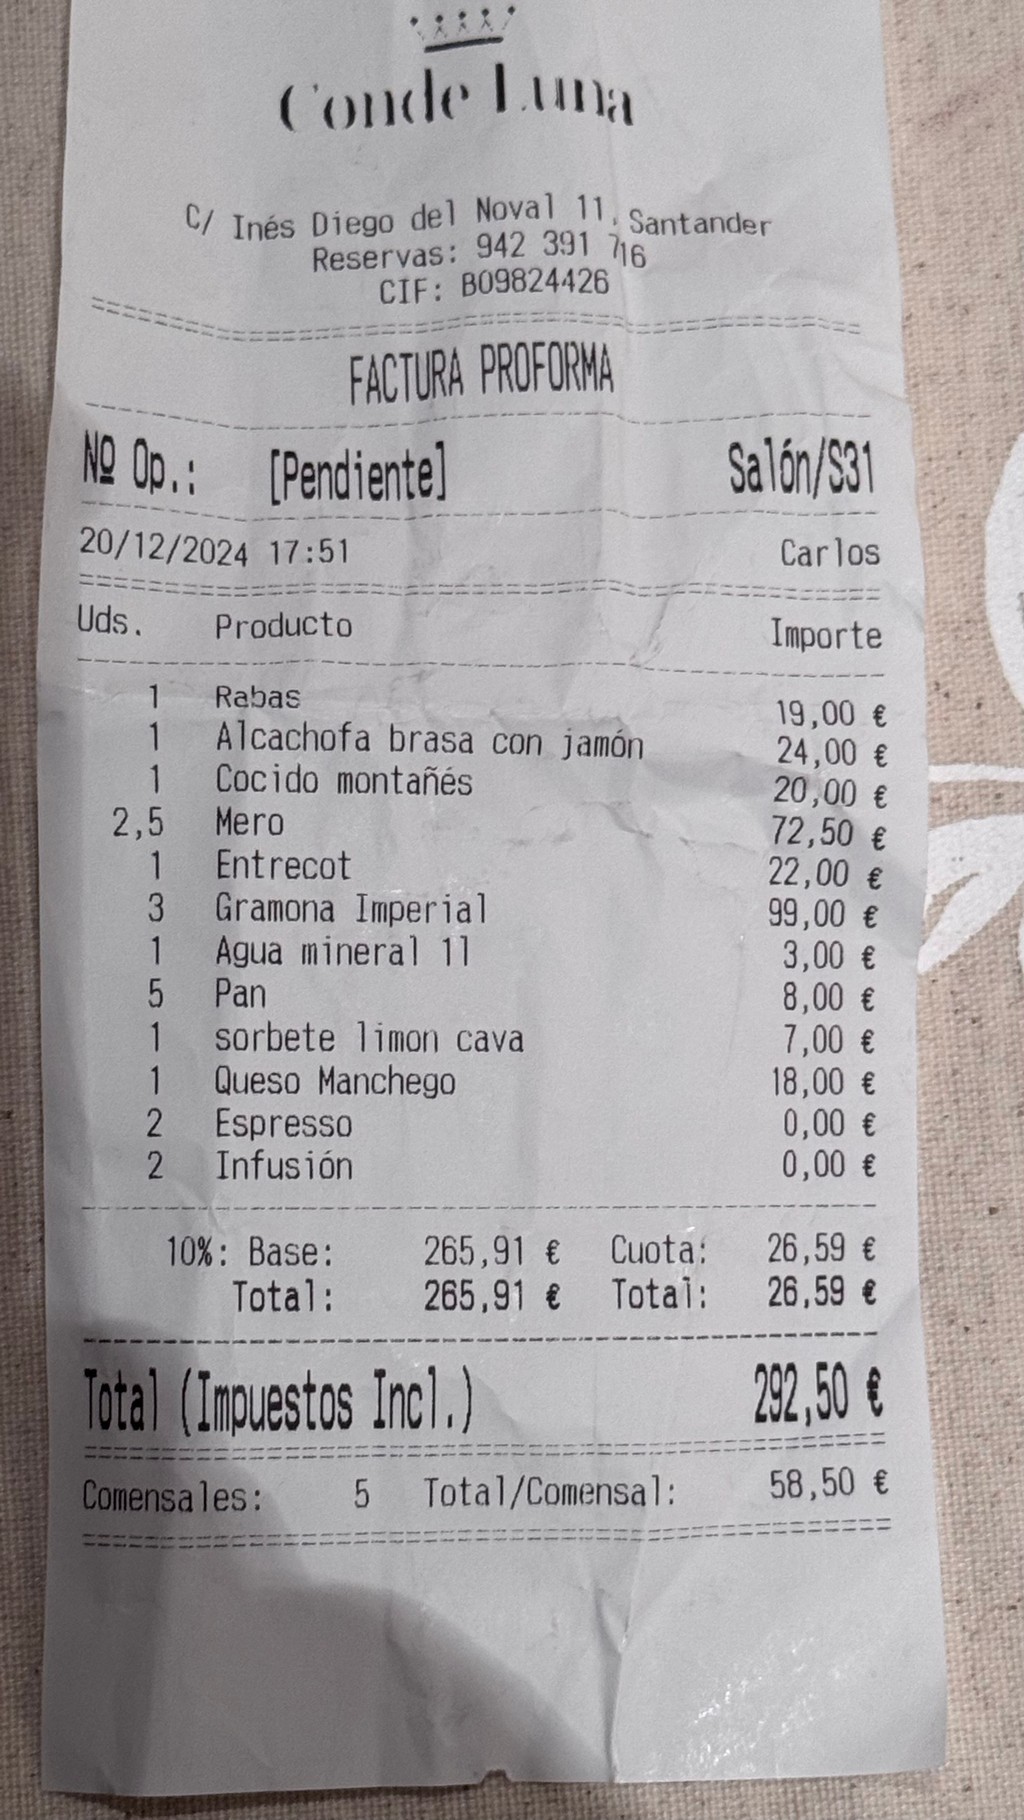 Conde Luna
C/ Inés Diego del Noval 11, Santander
Reservas: 942 391 716
CIF: B09824426
FACTURA PROFORMA
Nº Op.: [Pendiente] Salón/S31
20/12/2024 17:51 Carlos
Uds. Producto Importe
1 Rabas 19,00 €
1 Alcachofa brasa con jamón 24,00 €
1 Cocido montañés 20,00 €
2,5 Mero 72,50 €
1 Entrecot 22,00 €
3 Gramona Imperial 99,00 €
1 Agua mineral 1l 3,00 €
5 Pan 8,00 €
1 sorbete limon cava 7,00 €
1 Queso Manchego 18,00 €
2 Espresso 0,00 €
2 Infusión 0,00 €
10%: Base: 265,91 € Cuota: 26,59 €
Total: 265,91 € Total: 26,59 €
Total (Impuestos Incl.) 292,50 €
Comensales: 5 Total/Comensal: 58,50 €